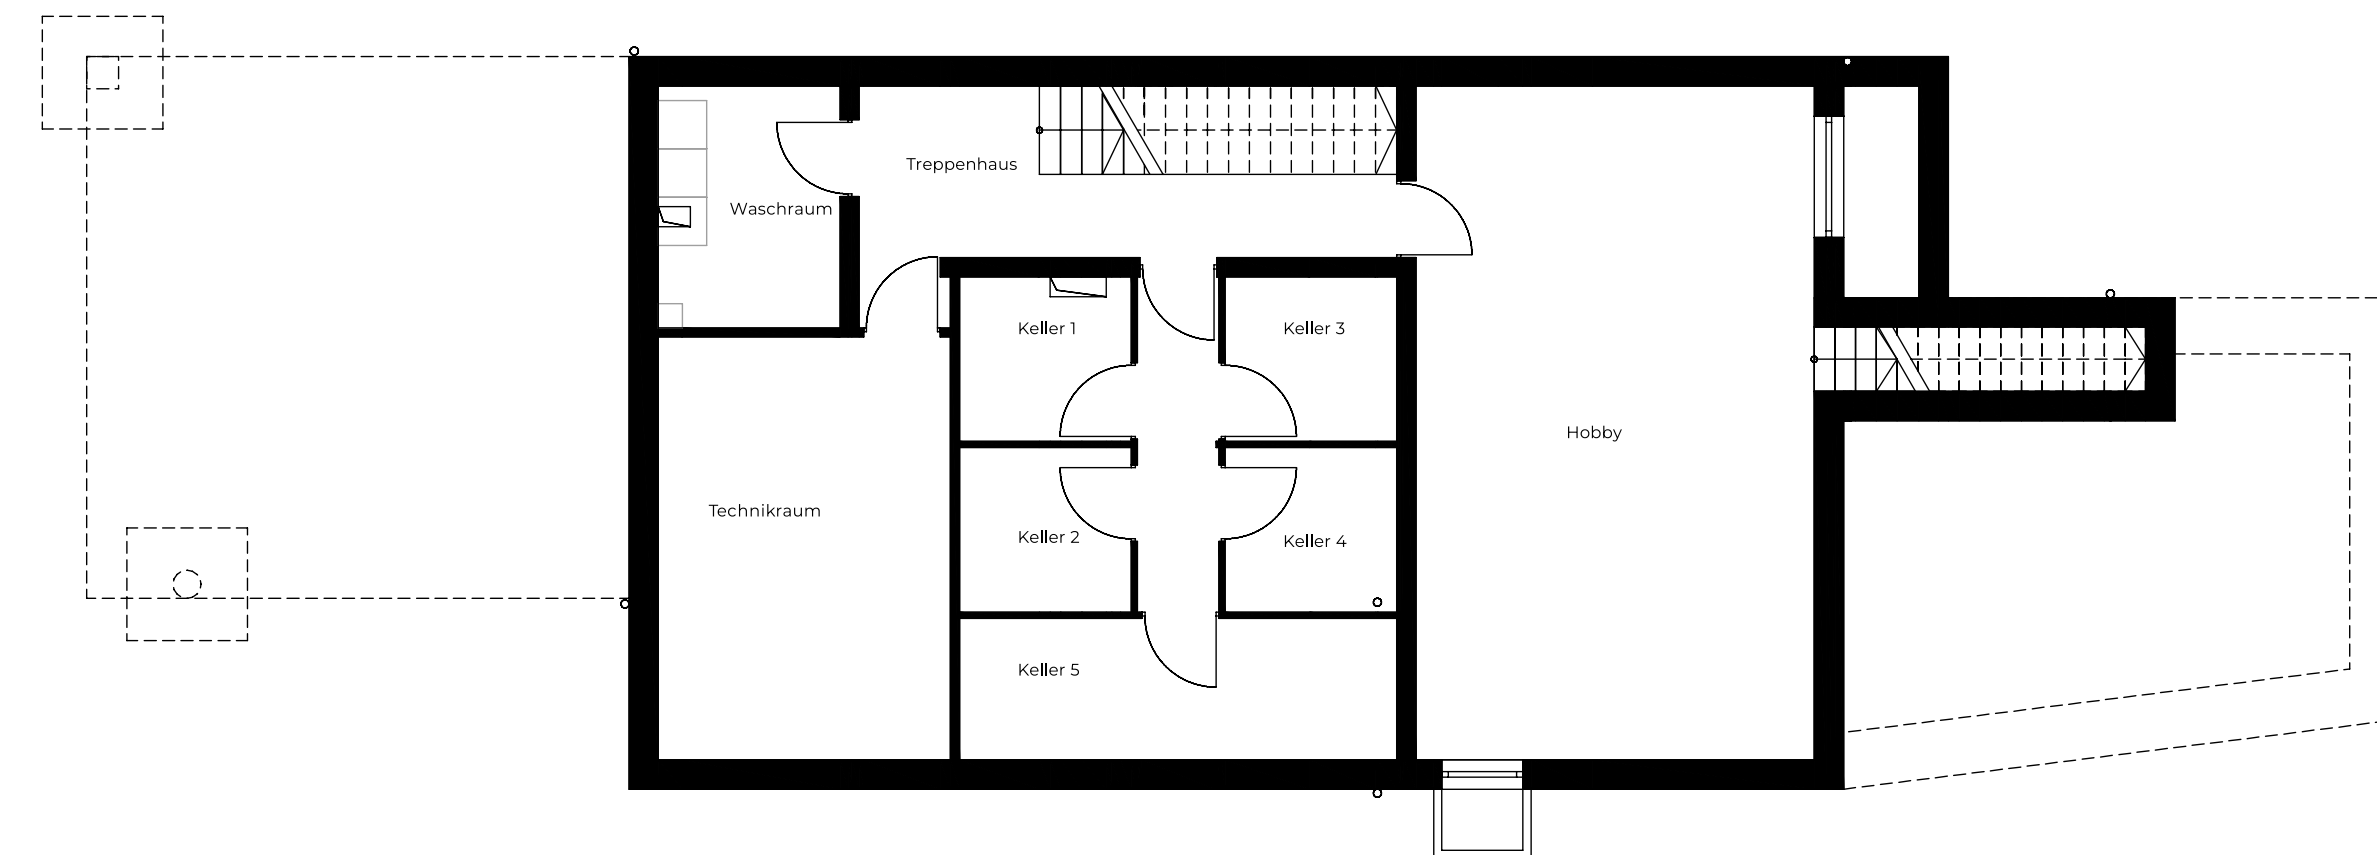 Treppenhaus
Waschraum
Keller 1
Keller 3
Hobby
Technikraum
Keller 2
Keller 4
Keller 5